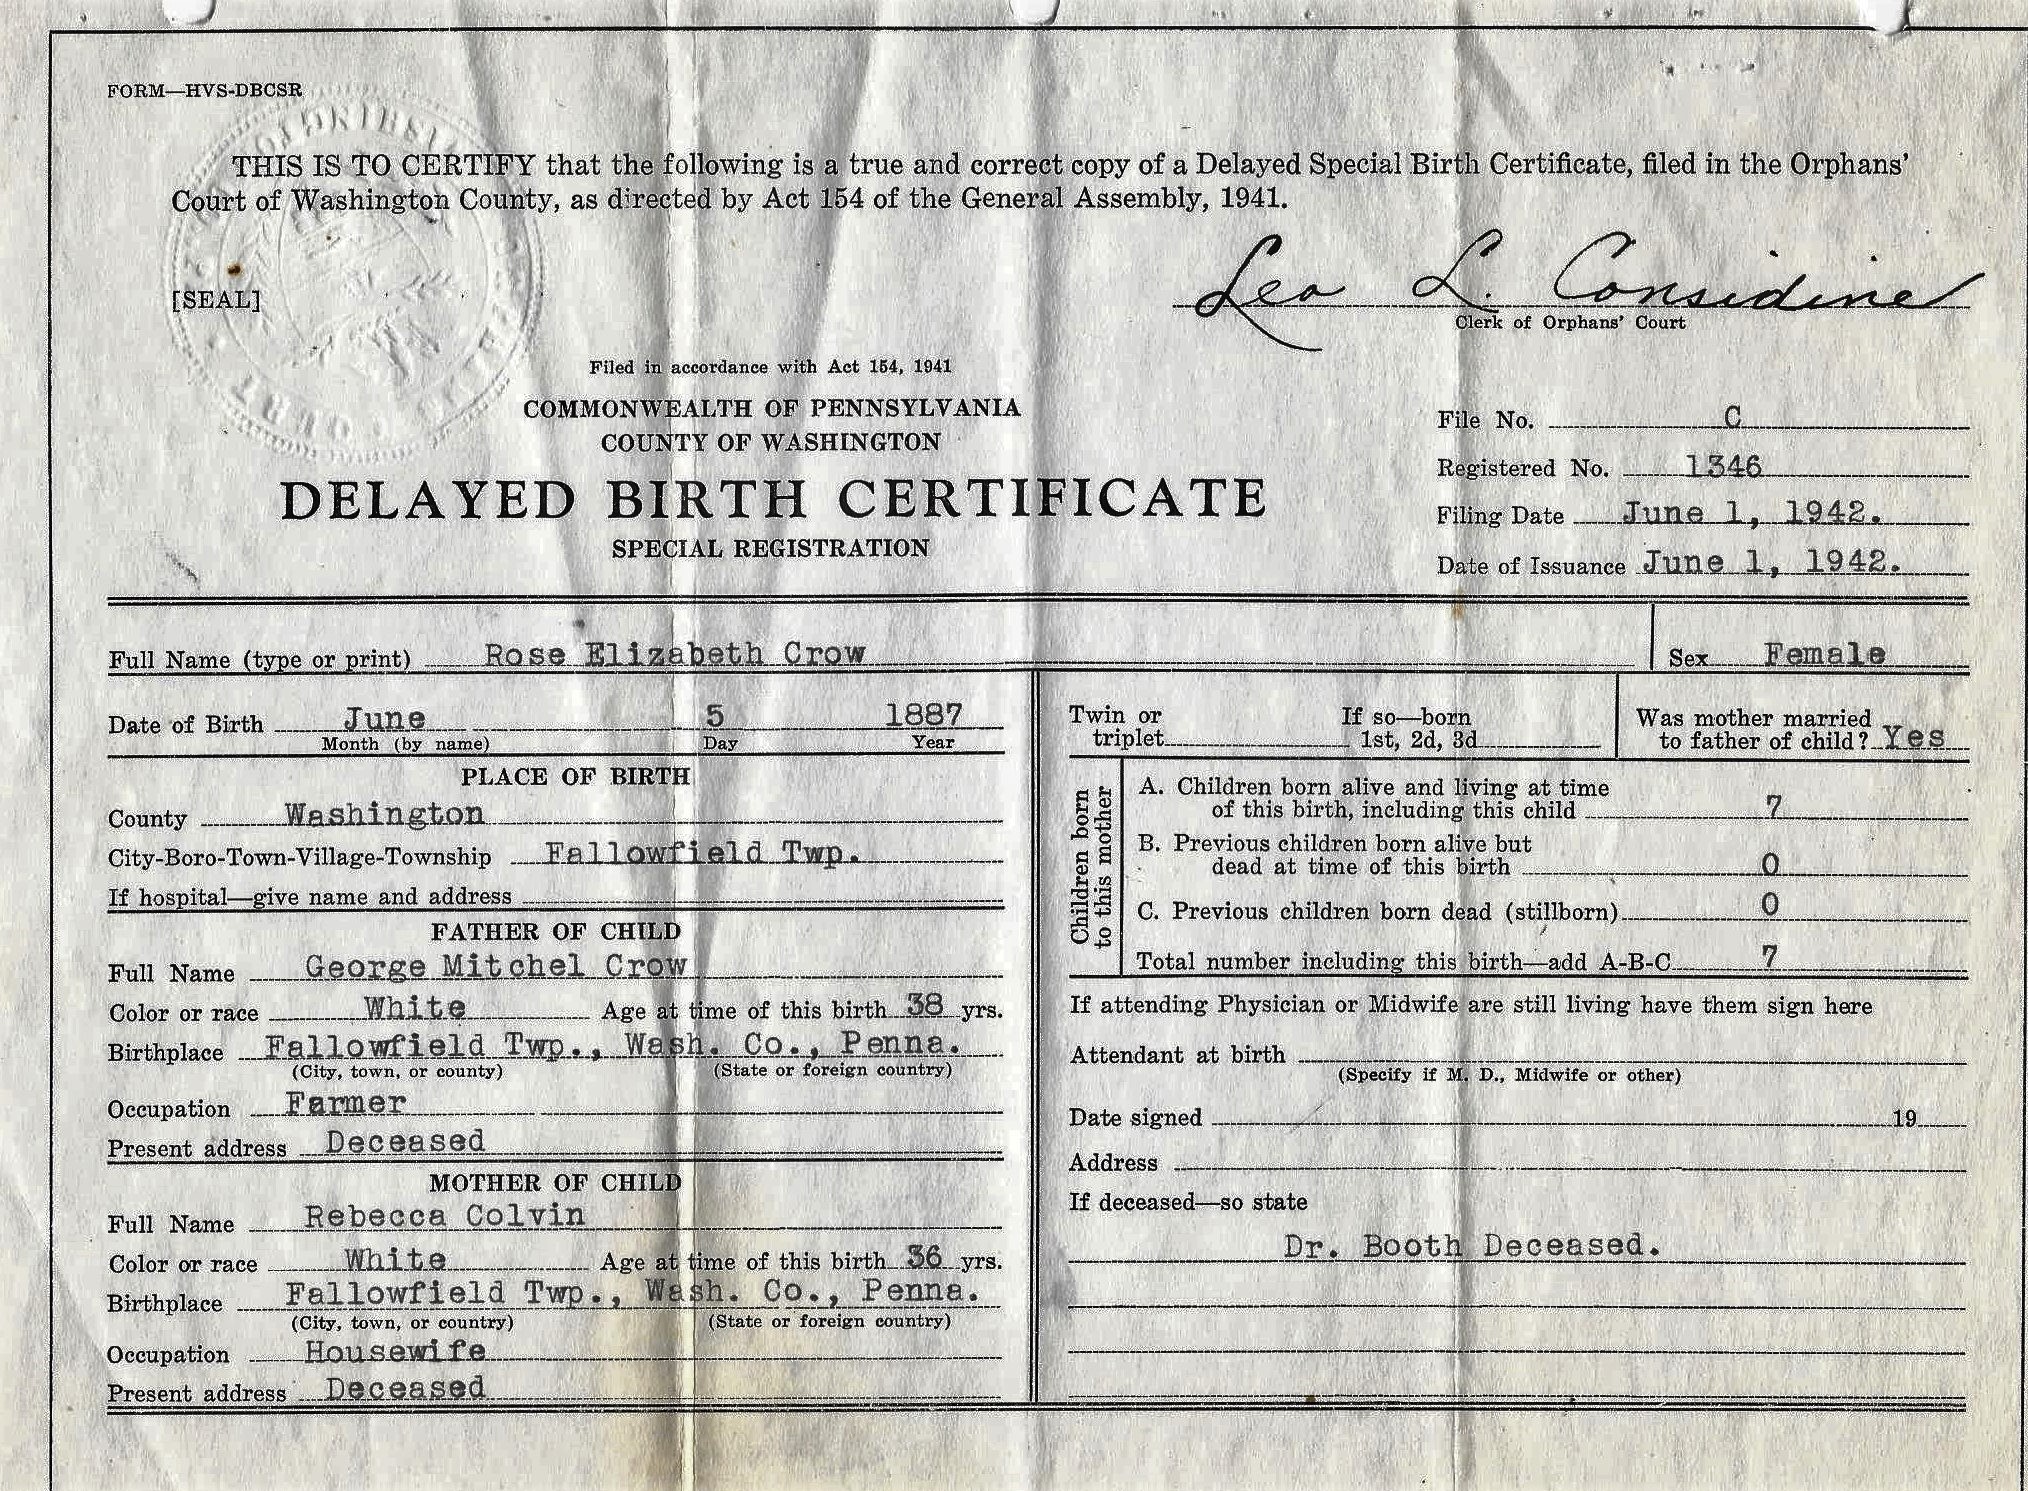 FORM—HVS-DBCSR
THIS IS TO CERTIFY that the following is a true and correct copy of a Delayed Special Birth Certificate, filed in the Orphans'
Court of Washington County, as directed by Act 154 of the General Assembly, 1941.
Leo L. Considine
[SEAL]
Clerk of Orphans' Court
Filed in accordance with Act 154, 1941
COMMONWEALTH OF PENNSYLVANIA
COUNTY OF WASHINGTON
DELAYED BIRTH CERTIFICATE
SPECIAL REGISTRATION
File No. C
Registered No. 1346
Filing Date June 1, 1942.
Date of Issuance June 1, 1942.
Full Name (type or print) Rose Elizabeth Crow
Sex Female
Date of Birth June 5 1887
Month (by name) Day Year
PLACE OF BIRTH
County Washington
City-Boro-Town-Village-Township Fallowfield Twp.
If hospital—give name and address
FATHER OF CHILD
Full Name George Mitchel Crow
Color or race White Age at time of this birth 38 yrs.
Birthplace Fallowfield Twp., Wash. Co., Penna.
(City, town, or county) (State or foreign country)
Occupation Farmer
Present address Deceased
MOTHER OF CHILD
Full Name Rebecca Colvin
Color or race White Age at time of this birth 36 yrs.
Birthplace Fallowfield Twp., Wash. Co., Penna.
(City, town, or country) (State or foreign country)
Occupation Housewife
Present address Deceased
Twin or If so—born
triplet 1st, 2d, 3d
Was mother married
to father of child? Yes
Children born
to this mother
A. Children born alive and living at time
of this birth, including this child 7
B. Previous children born alive but
dead at time of this birth 0
C. Previous children born dead (stillborn) 0
Total number including this birth—add A-B-C 7
If attending Physician or Midwife are still living have them sign here
Attendant at birth
(Specify if M. D., Midwife or other)
Date signed 19
Address
If deceased—so state
Dr. Booth Deceased.